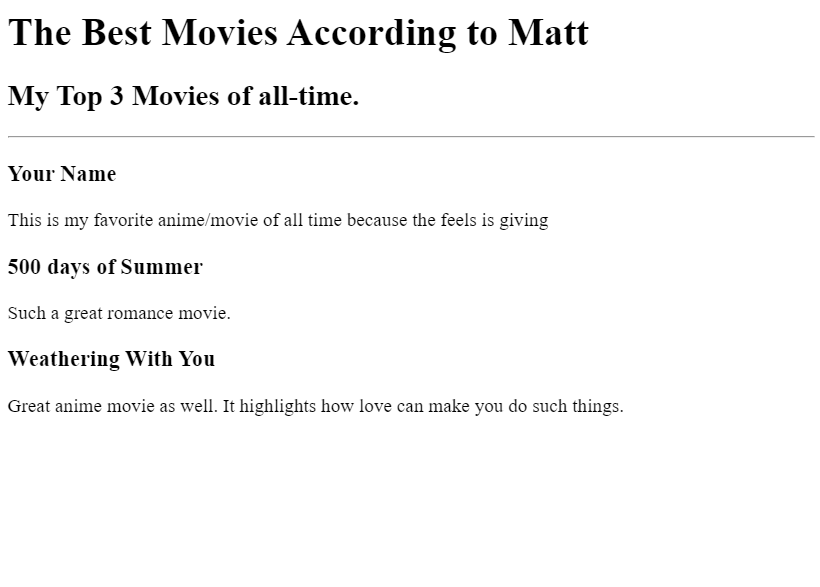 The Best Movies According to Matt
My Top 3 Movies of all-time.
Your Name
This is my favorite anime/movie of all time because the feels is giving
500 days of Summer
Such a great romance movie.
Weathering With You
Great anime movie as well. It highlights how love can make you do such things.